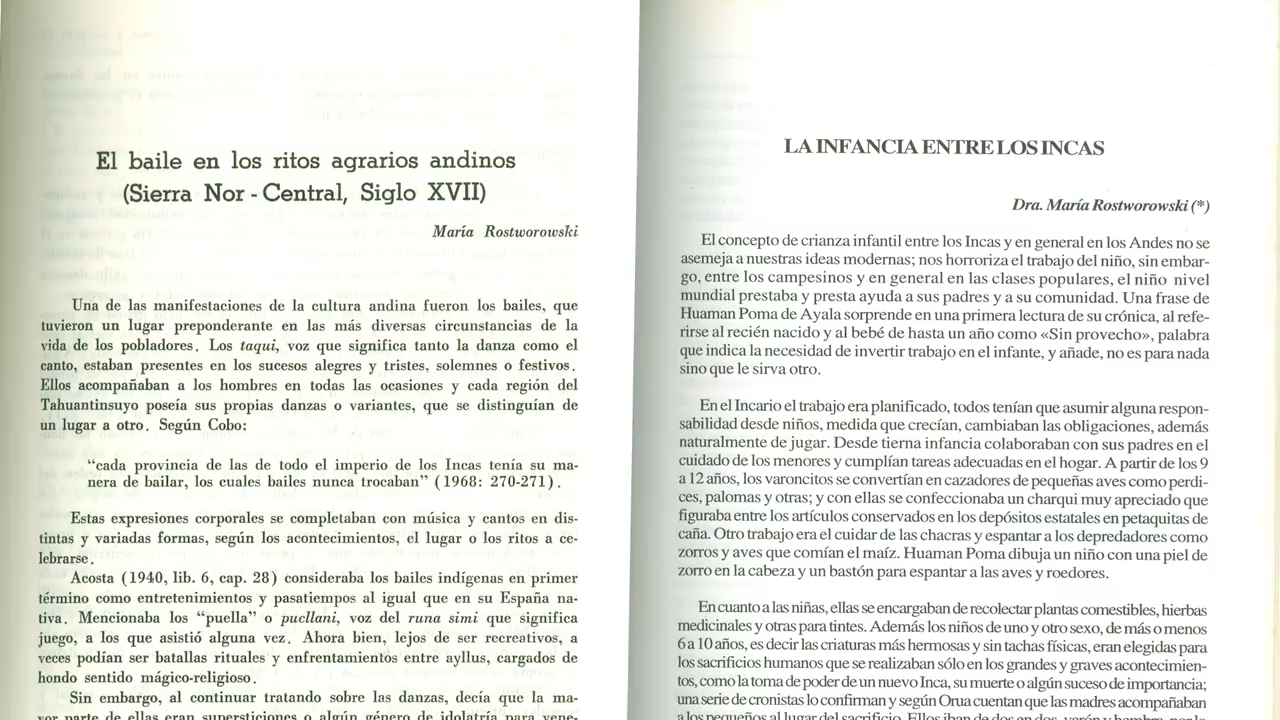 El baile en los ritos agrarios andinos
(Sierra Nor - Central, Siglo XVII)
María Rostworowski
Una de las manifestaciones de la cultura andina fueron los bailes, que
tuvieron un lugar preponderante en las más diversas circunstancias de la
vida de los pobladores. Los taqui, voz que significa tanto la danza como el
canto, estaban presentes en los sucesos alegres y tristes, solemnes o festivos.
Ellos acompañaban a los hombres en todas las ocasiones y cada región del
Tahuantinsuyo poseía sus propias danzas o variantes, que se distinguían de
un lugar a otro. Según Cobo:
“cada provincia de las de todo el imperio de los Incas tenía su ma-
nera de bailar, los cuales bailes nunca trocaban” (1968: 270-271).
Estas expresiones corporales se completaban con música y cantos en dis-
tintas y variadas formas, según los acontecimientos, el lugar o los ritos a ce-
lebrarse.
Acosta (1940, lib. 6, cap. 28) consideraba los bailes indígenas en primer
término como entretenimientos y pasatiempos al igual que en su España na-
tiva. Mencionaba los “puella” o pucllani, voz del runa simi que significa
juego, a los que asistió alguna vez. Ahora bien, lejos de ser recreativos, a
veces podían ser batallas rituales y enfrentamientos entre ayllus, cargados de
hondo sentido mágico-religioso.
Sin embargo, al continuar tratando sobre las danzas, decía que la ma-
yor parte de ellas eran supersticiones o algún género de idolatría para vene-
LA INFANCIA ENTRE LOS INCAS
Dra. María Rostworowski (*)
El concepto de crianza infantil entre los Incas y en general en los Andes no se
asemeja a nuestras ideas modernas; nos horroriza el trabajo del niño, sin embar-
go, entre los campesinos y en general en las clases populares, el niño nivel
mundial prestaba y presta ayuda a sus padres y a su comunidad. Una frase de
Huaman Poma de Ayala sorprende en una primera lectura de su crónica, al refe-
rirse al recién nacido y al bebé de hasta un año como «Sin provecho», palabra
que indica la necesidad de invertir trabajo en el infante, y añade, no es para nada
sino que le sirva otro.
En el Incario el trabajo era planificado, todos tenían que asumir alguna respon-
sabilidad desde niños, medida que crecían, cambiaban las obligaciones, además
naturalmente de jugar. Desde tierna infancia colaboraban con sus padres en el
cuidado de los menores y cumplían tareas adecuadas en el hogar. A partir de los 9
a 12 años, los varoncitos se convertían en cazadores de pequeñas aves como perdi-
ces, palomas y otras; y con ellas se confeccionaba un charqui muy apreciado que
figuraba entre los artículos conservados en los depósitos estatales en petaquitas de
caña. Otro trabajo era el cuidar de las chacras y espantar a los depredadores como
zorros y aves que comían el maíz. Huaman Poma dibuja un niño con una piel de
zorro en la cabeza y un bastón para espantar a las aves y roedores.
En cuanto a las niñas, ellas se encargaban de recolectar plantas comestibles, hierbas
medicinales y otras para tintes. Además los niños de uno y otro sexo, de más o menos
6 a 10 años, es decir las criaturas más hermosas y sin tachas físicas, eran elegidas para
los sacrificios humanos que se realizaban sólo en los grandes y graves acontecimien-
tos, como la toma de poder de un nuevo Inca, su muerte o algún suceso de importancia;
una serie de cronistas lo confirman y según Orua cuentan que las madres acompañaban
a los pequeños al lugar del sacrificio. Ellos iban de dos en dos, varón y hembra